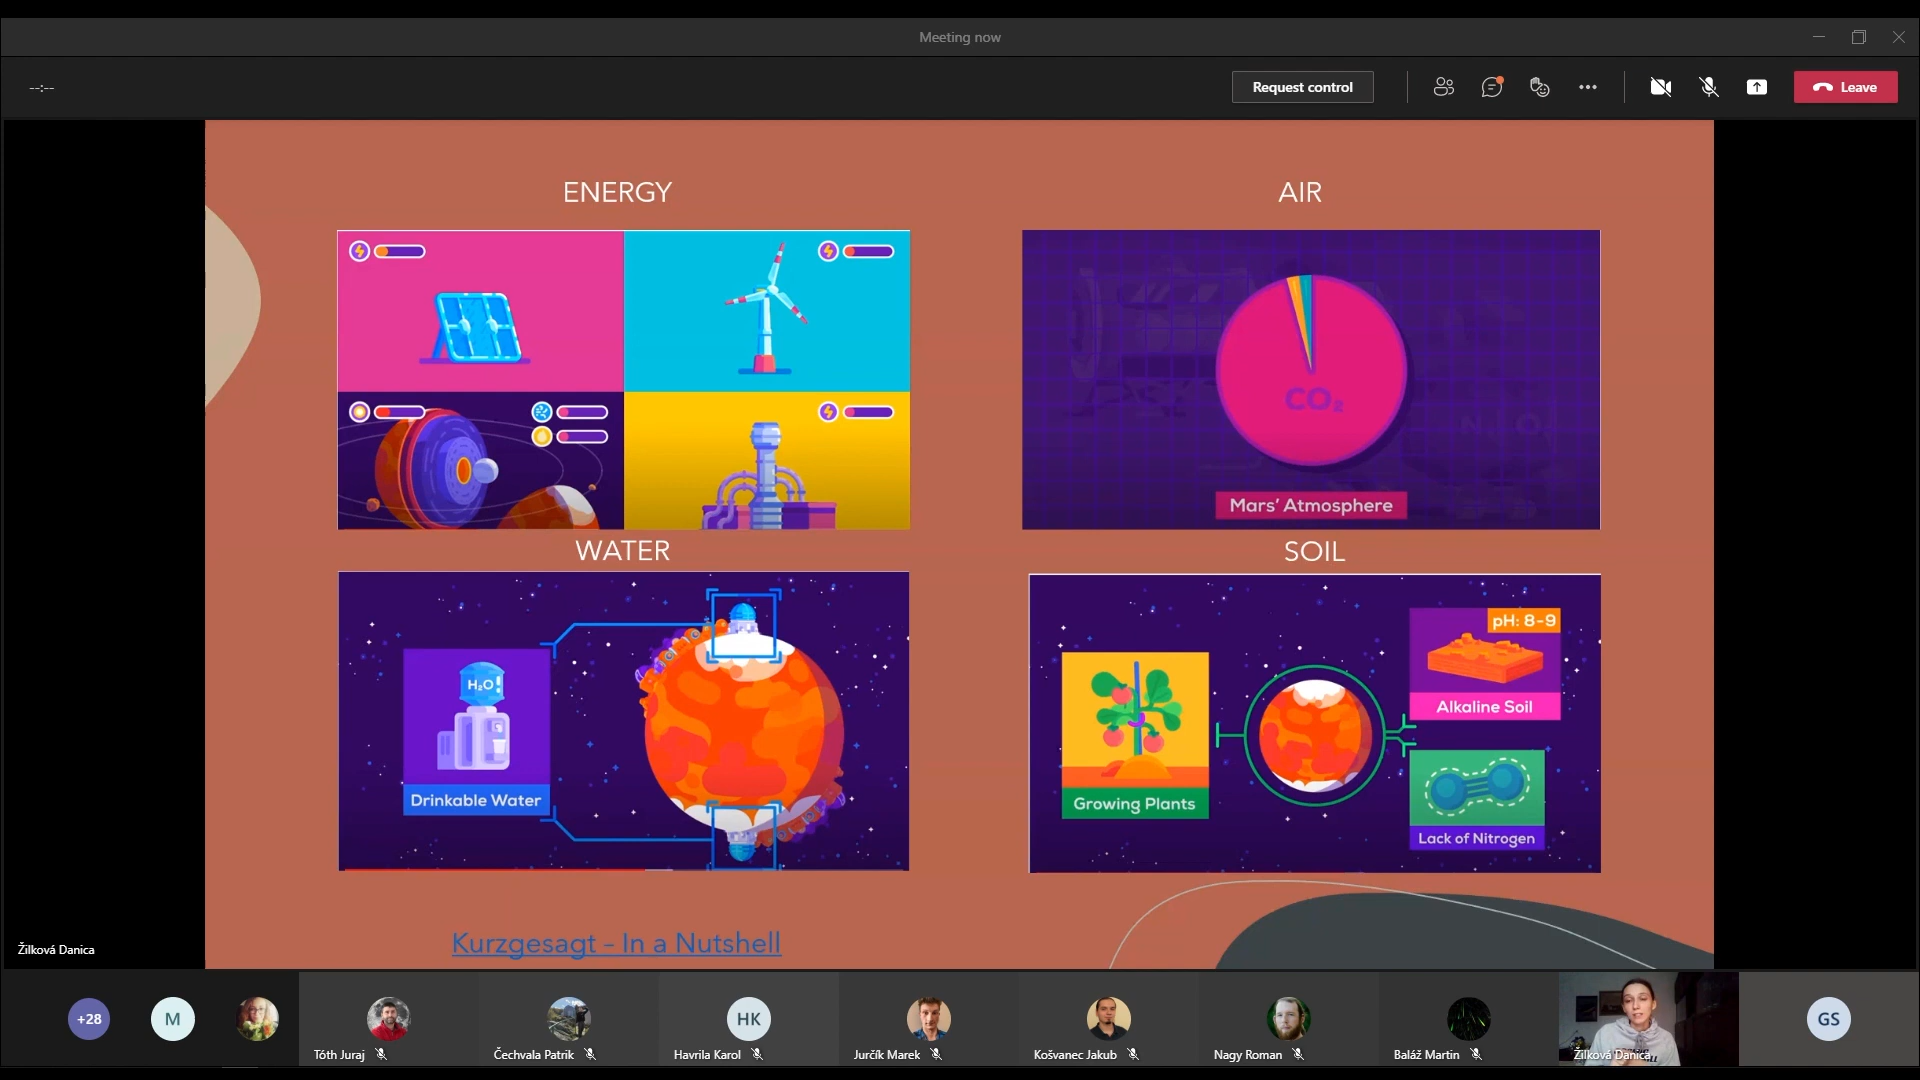 Meeting now
--:--
Request control
Leave
ENERGY
AIR
CO₂
Mars' Atmosphere
WATER
SOIL
H₂O!
Drinkable Water
pH: 8-9
Alkaline Soil
Growing Plants
Lack of Nitrogen
Kurzgesagt – In a Nutshell
Žilková Danica
+28
M
HK
GS
Tóth Juraj
Čechvala Patrik
Havrila Karol
Jurčík Marek
Košvanec Jakub
Nagy Roman
Baláž Martin
Žilková Danica